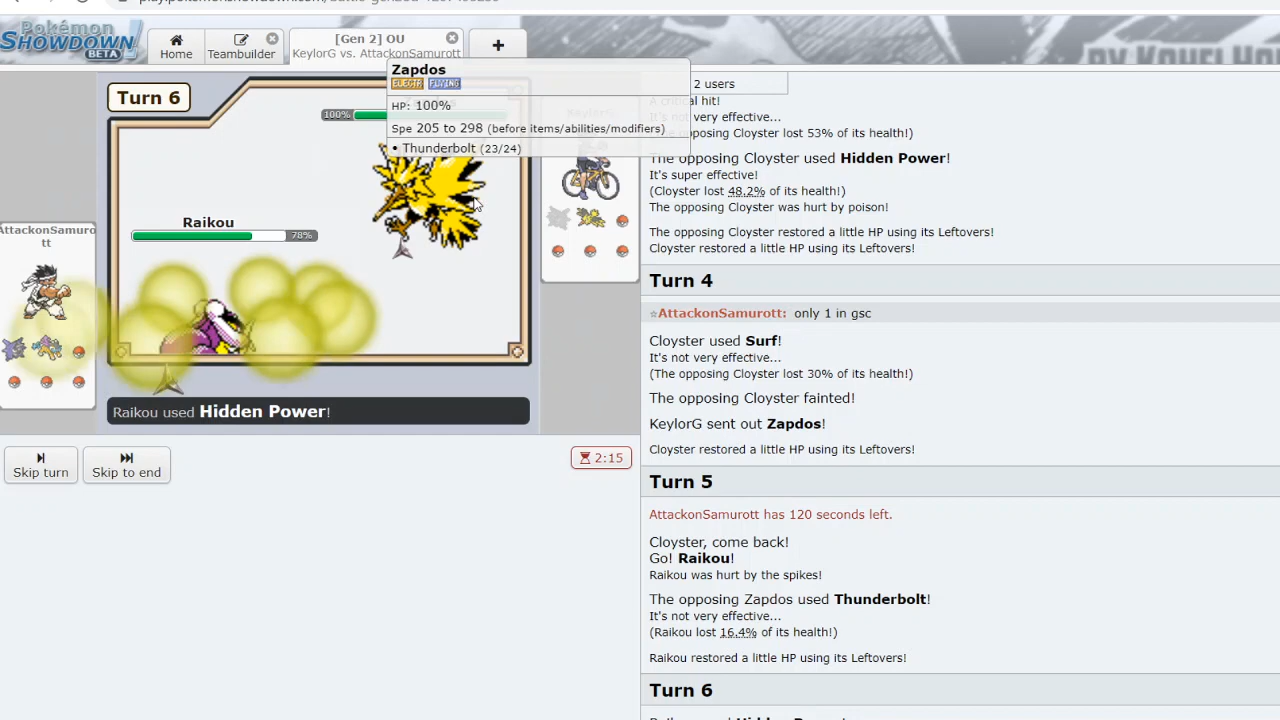 Pokémon
SHOWDOWN
BETA
Home
Teambuilder
[Gen 2] OU
KeylorG vs. AttackonSamurott
+
Zapdos
ELECTR FLYING
HP: 100%
Spe 205 to 298 (before items/abilities/modifiers)
• Thunderbolt (23/24)
Turn 6
100%
Raikou
78%
AttackonSamuro
tt
Raikou used Hidden Power!
Skip turn
Skip to end
2:15
2 users
A critical hit!
It's not very effective...
opposing Cloyster lost 53% of its health!)
The opposing Cloyster used Hidden Power!
It's super effective!
(Cloyster lost 48.2% of its health!)
The opposing Cloyster was hurt by poison!
The opposing Cloyster restored a little HP using its Leftovers!
Cloyster restored a little HP using its Leftovers!
Turn 4
☆AttackonSamurott: only 1 in gsc
Cloyster used Surf!
It's not very effective...
(The opposing Cloyster lost 30% of its health!)
The opposing Cloyster fainted!
KeylorG sent out Zapdos!
Cloyster restored a little HP using its Leftovers!
Turn 5
AttackonSamurott has 120 seconds left.
Cloyster, come back!
Go! Raikou!
Raikou was hurt by the spikes!
The opposing Zapdos used Thunderbolt!
It's not very effective...
(Raikou lost 16.4% of its health!)
Raikou restored a little HP using its Leftovers!
Turn 6